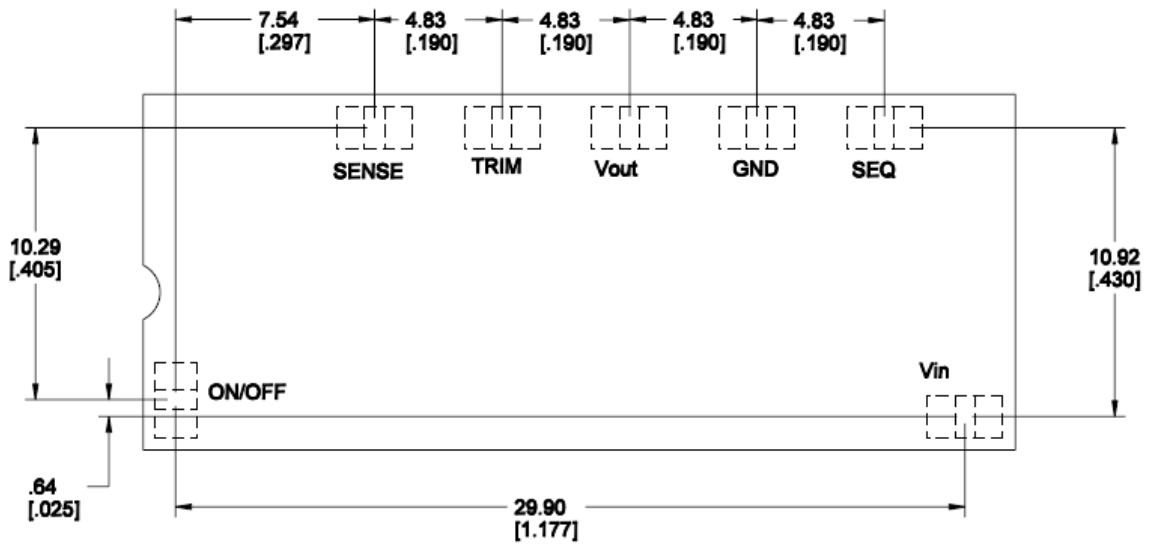 7.54
[.297]
4.83
[.190]
4.83
[.190]
4.83
[.190]
4.83
[.190]
SENSE
TRIM
Vout
GND
SEQ
10.29
[.405]
10.92
[.430]
ON/OFF
Vin
.64
[.025]
29.90
[1.177]